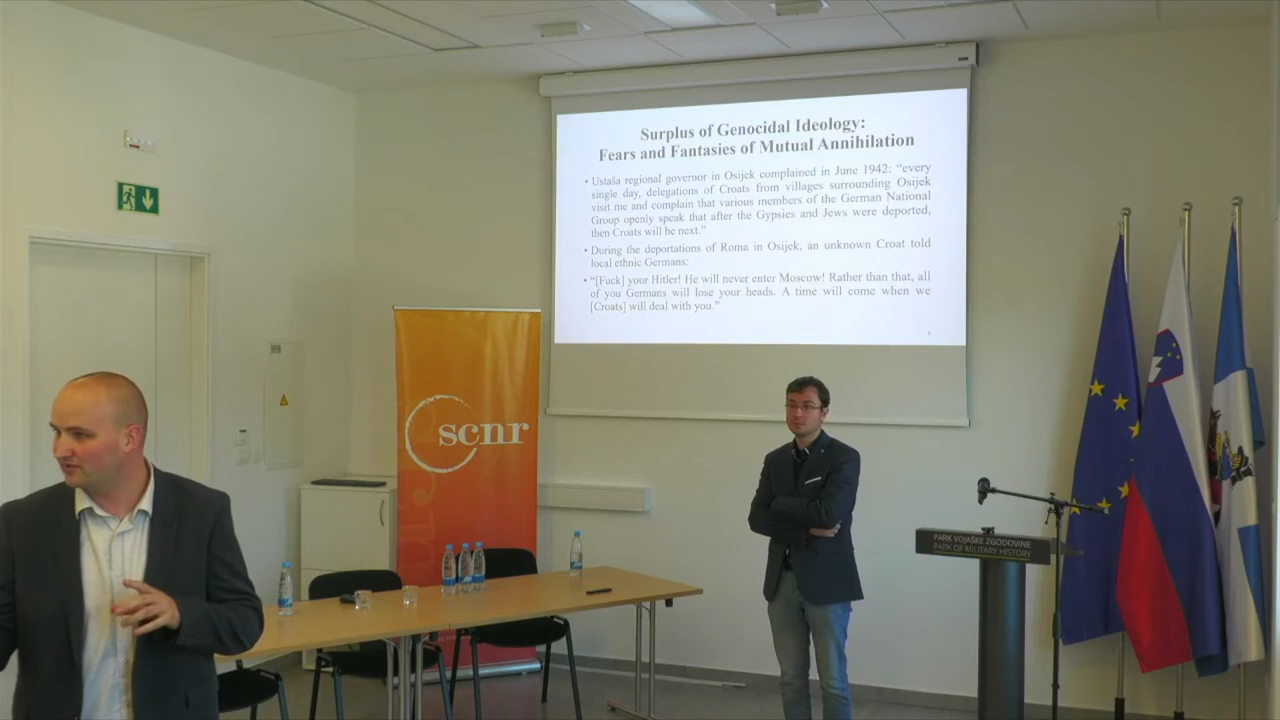 Surplus of Genocidal Ideology:
Fears and Fantasies of Mutual Annihilation
• Ustaša regional governor in Osijek complained in June 1942: “every
single day, delegations of Croats from villages surrounding Osijek
visit me and complain that various members of the German National
Group openly speak that after the Gypsies and Jews were deported,
then Croats will be next.”
• During the deportations of Roma in Osijek, an unknown Croat told
local ethnic Germans:
• “[Fuck] your Hitler! He will never enter Moscow! Rather than that, all
of you Germans will lose your heads. A time will come when we
[Croats] will deal with you.”
scnr
PARK VOJAŠKE ZGODOVINE
PARK OF MILITARY HISTORY